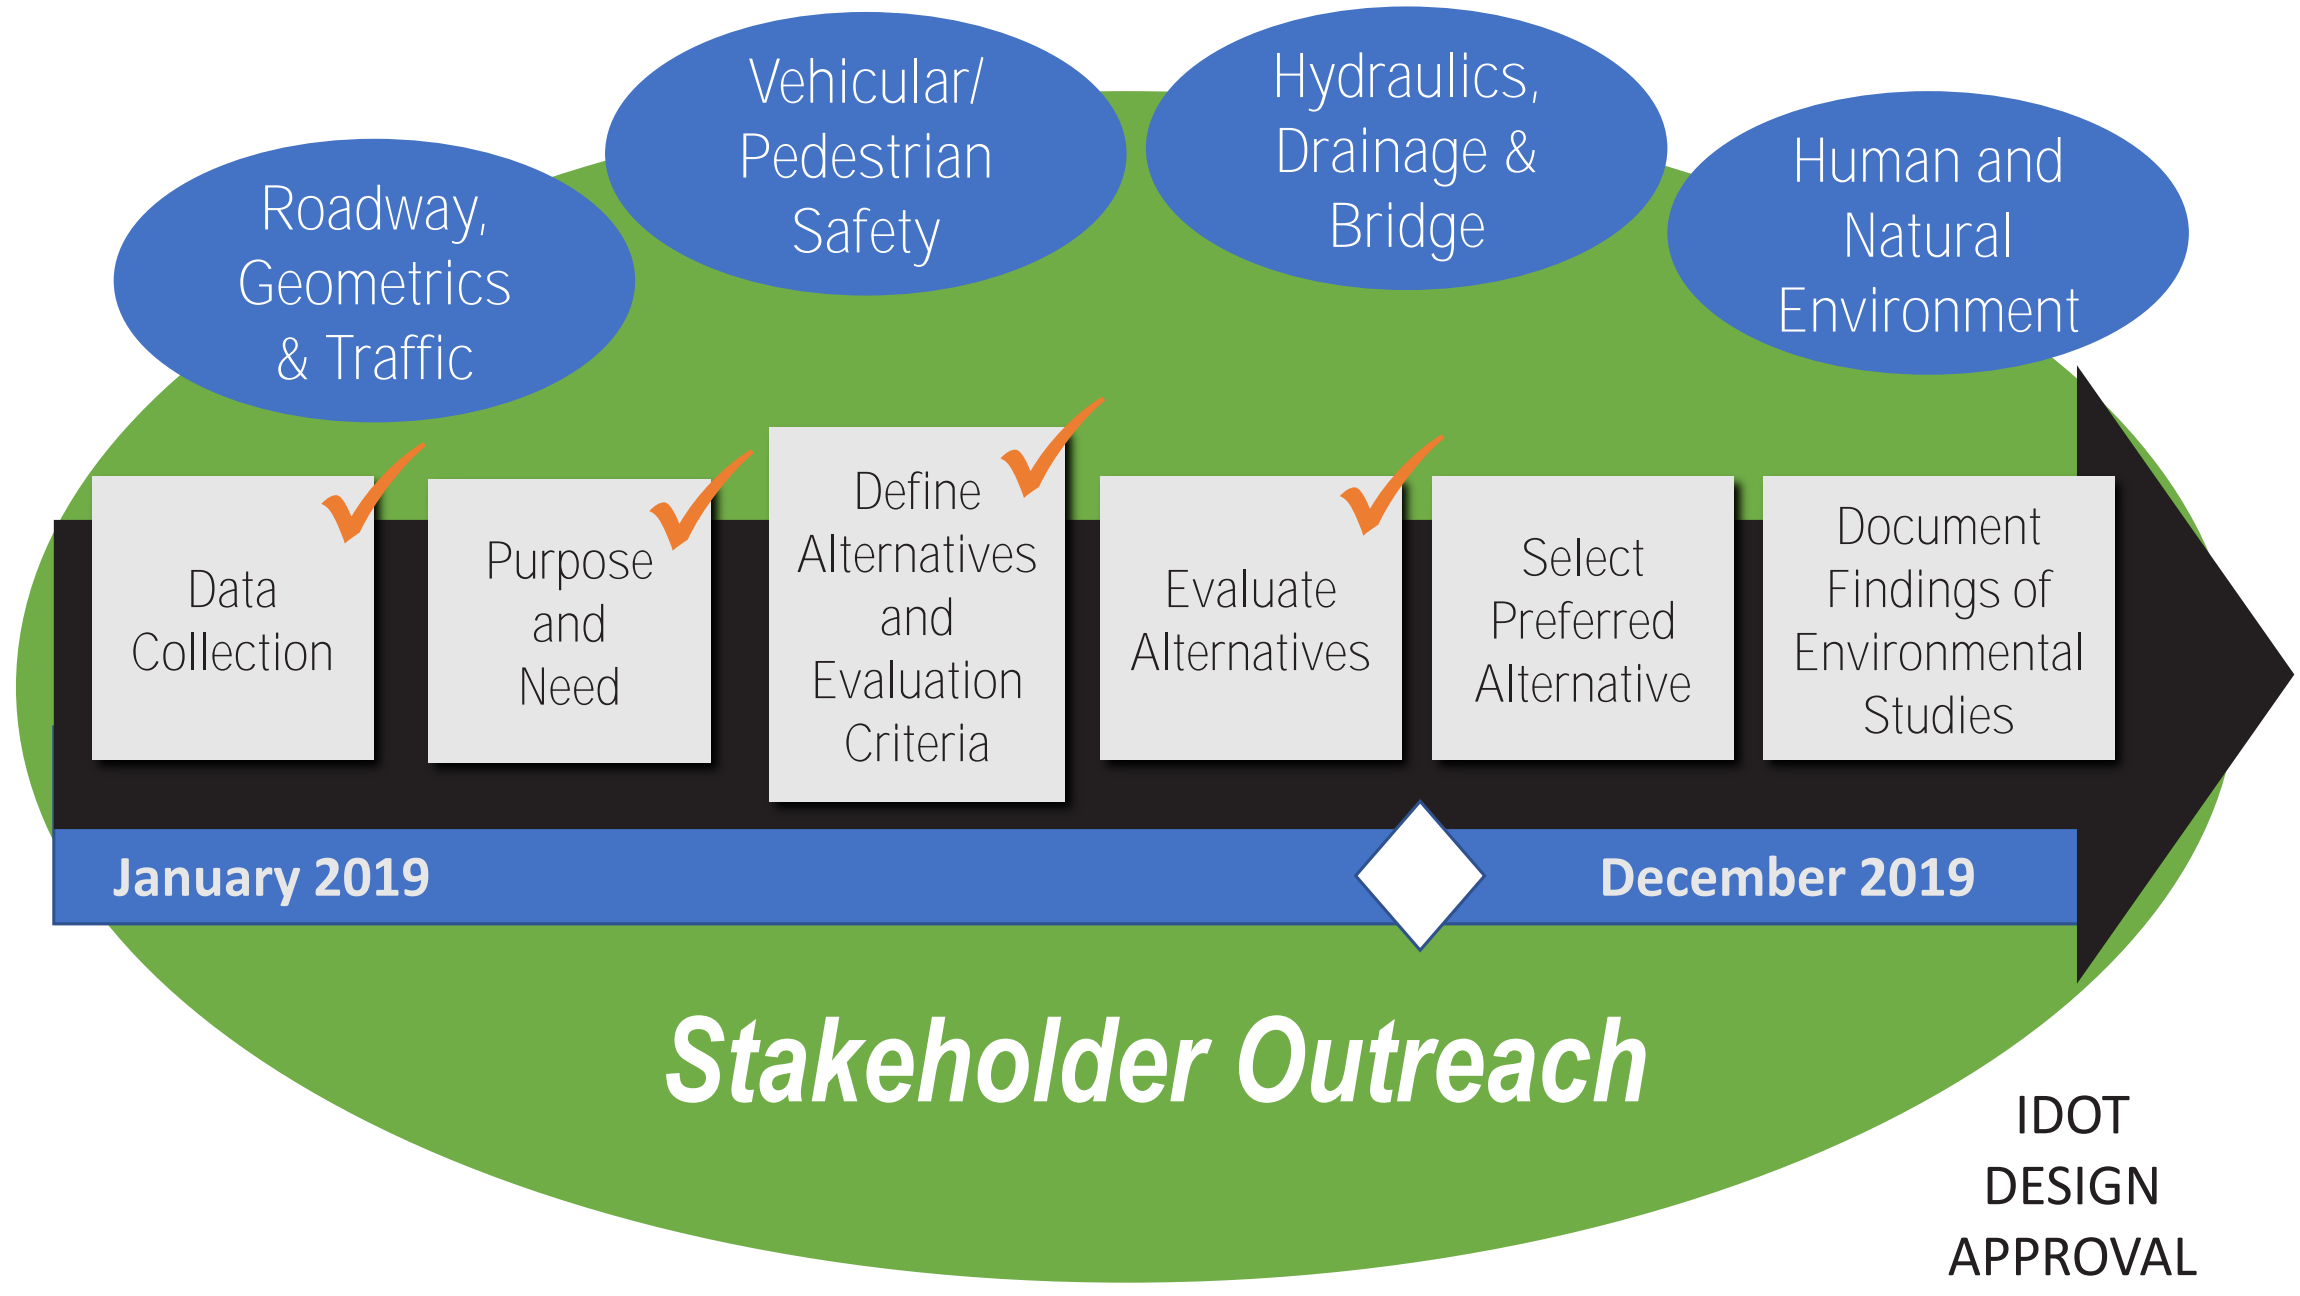 Roadway,
Geometrics
& Traffic
Vehicular/
Pedestrian
Safety
Hydraulics,
Drainage &
Bridge
Human and
Natural
Environment
Data
Collection
Purpose
and
Need
Define
Alternatives
and
Evaluation
Criteria
Evaluate
Alternatives
Select
Preferred
Alternative
Document
Findings of
Environmental
Studies
January 2019
December 2019
Stakeholder Outreach
IDOT
DESIGN
APPROVAL